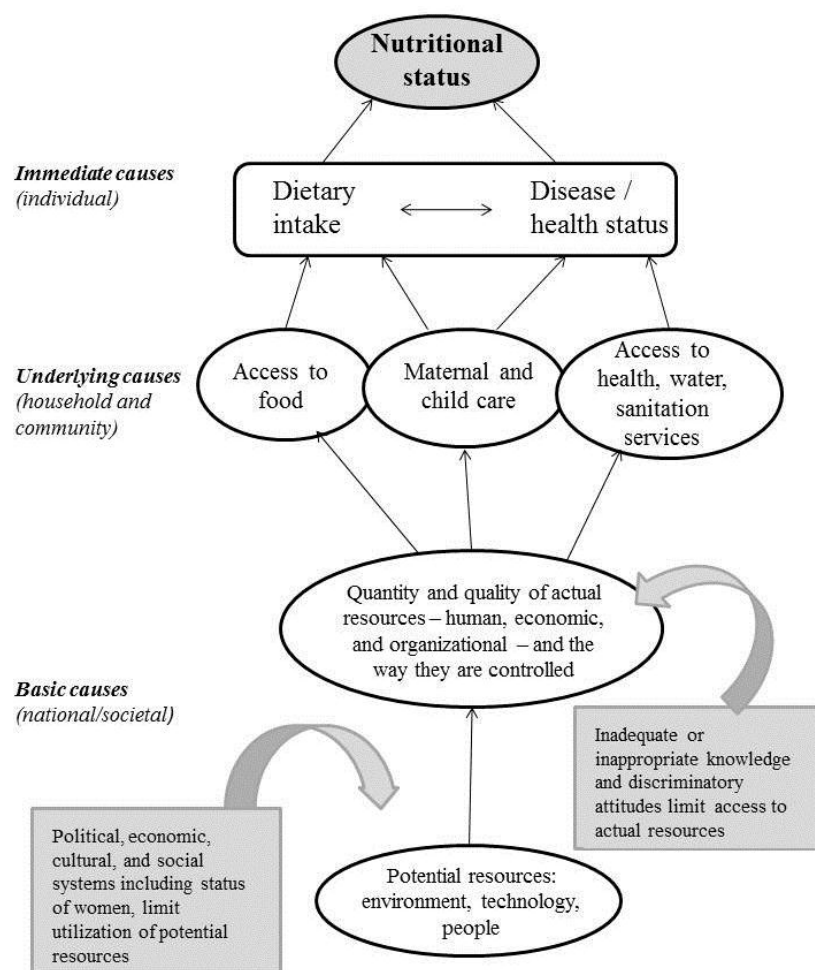 Nutritional
status
Immediate causes
(individual)
Dietary
intake
Disease /
health status
Underlying causes
(household and
community)
Access to
food
Maternal and
child care
Access to
health, water,
sanitation
services
Quantity and quality of actual
resources – human, economic,
and organizational – and the
way they are controlled
Basic causes
(national/societal)
Inadequate or
inappropriate knowledge
and discriminatory
attitudes limit access to
actual resources
Political, economic,
cultural, and social
systems including status
of women, limit
utilization of potential
resources
Potential resources:
environment, technology,
people